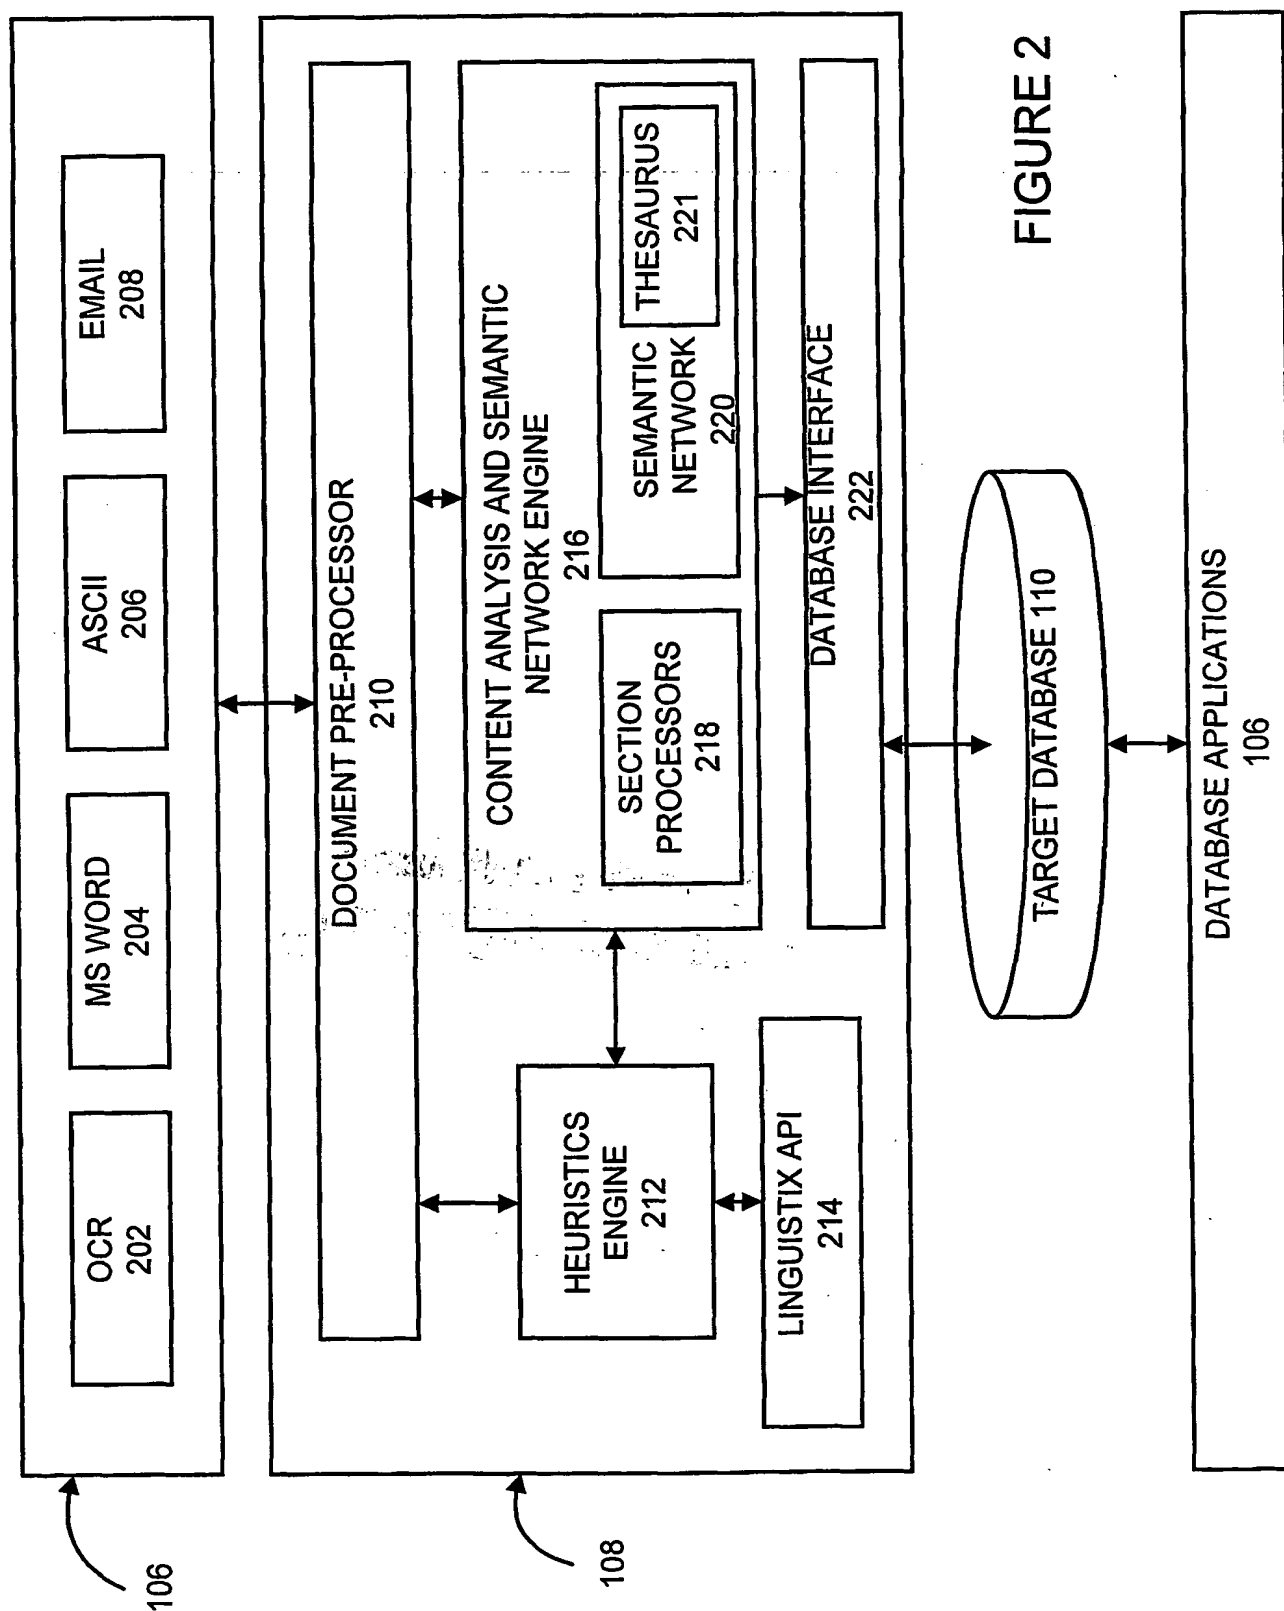 106
OCR
202
MS WORD
204
ASCII
206
EMAIL
208
108
DOCUMENT PRE-PROCESSOR
210
HEURISTICS
ENGINE
212
LINGUISTIX API
214
CONTENT ANALYSIS AND SEMANTIC
NETWORK ENGINE
216
SECTION
PROCESSORS
218
SEMANTIC
NETWORK
220
THESAURUS
221
DATABASE INTERFACE
222
TARGET DATABASE 110
DATABASE APPLICATIONS
106
FIGURE 2